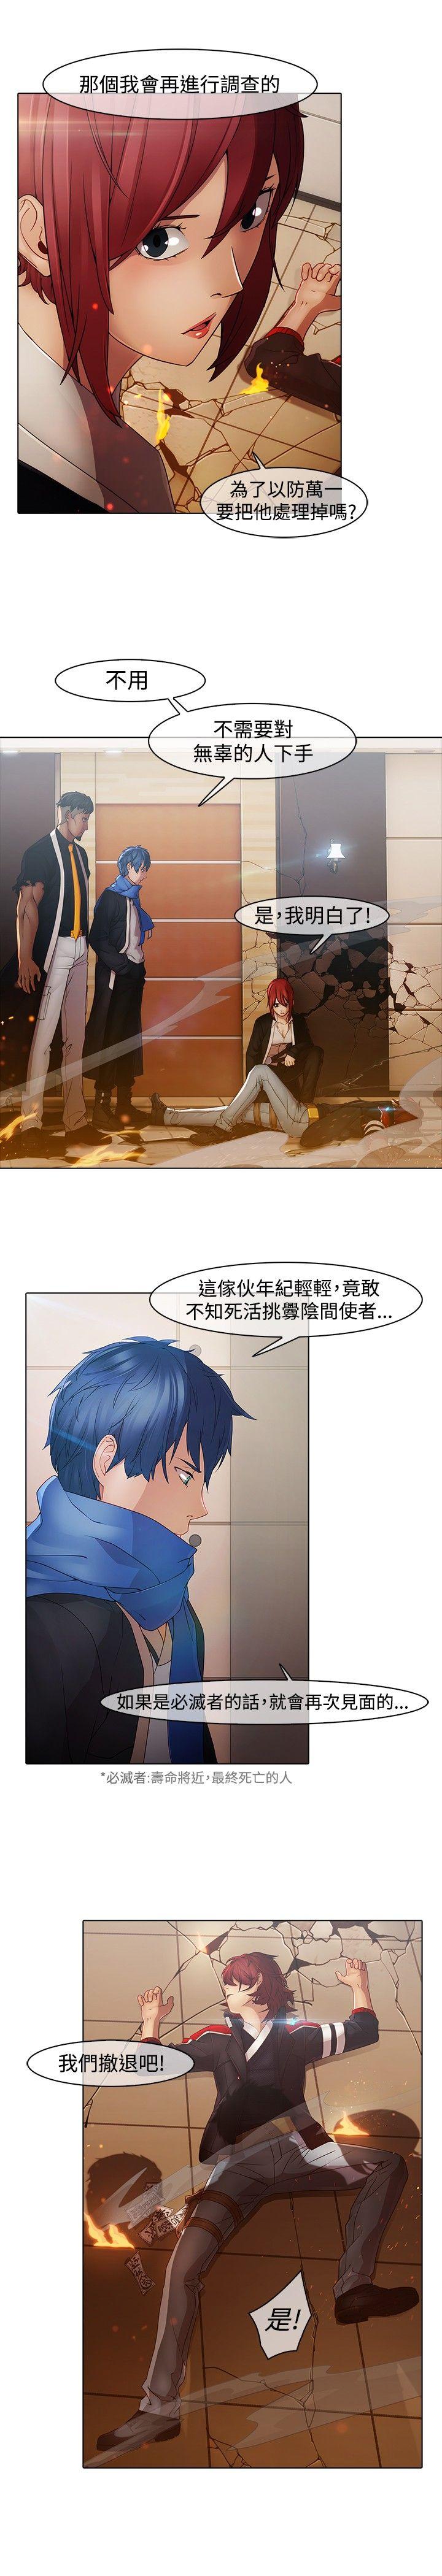 那個我會再進行調查的
為了以防萬一
要把他處理掉嗎?
不用
不需要對
無辜的人下手
是,我明白了!
這傢伙年紀輕輕,竟敢
不知死活挑釁陰間使者...
如果是必滅者的話,就會再次見面的...
*必滅者:壽命將近,最終死亡的人
我們撤退吧!
是!